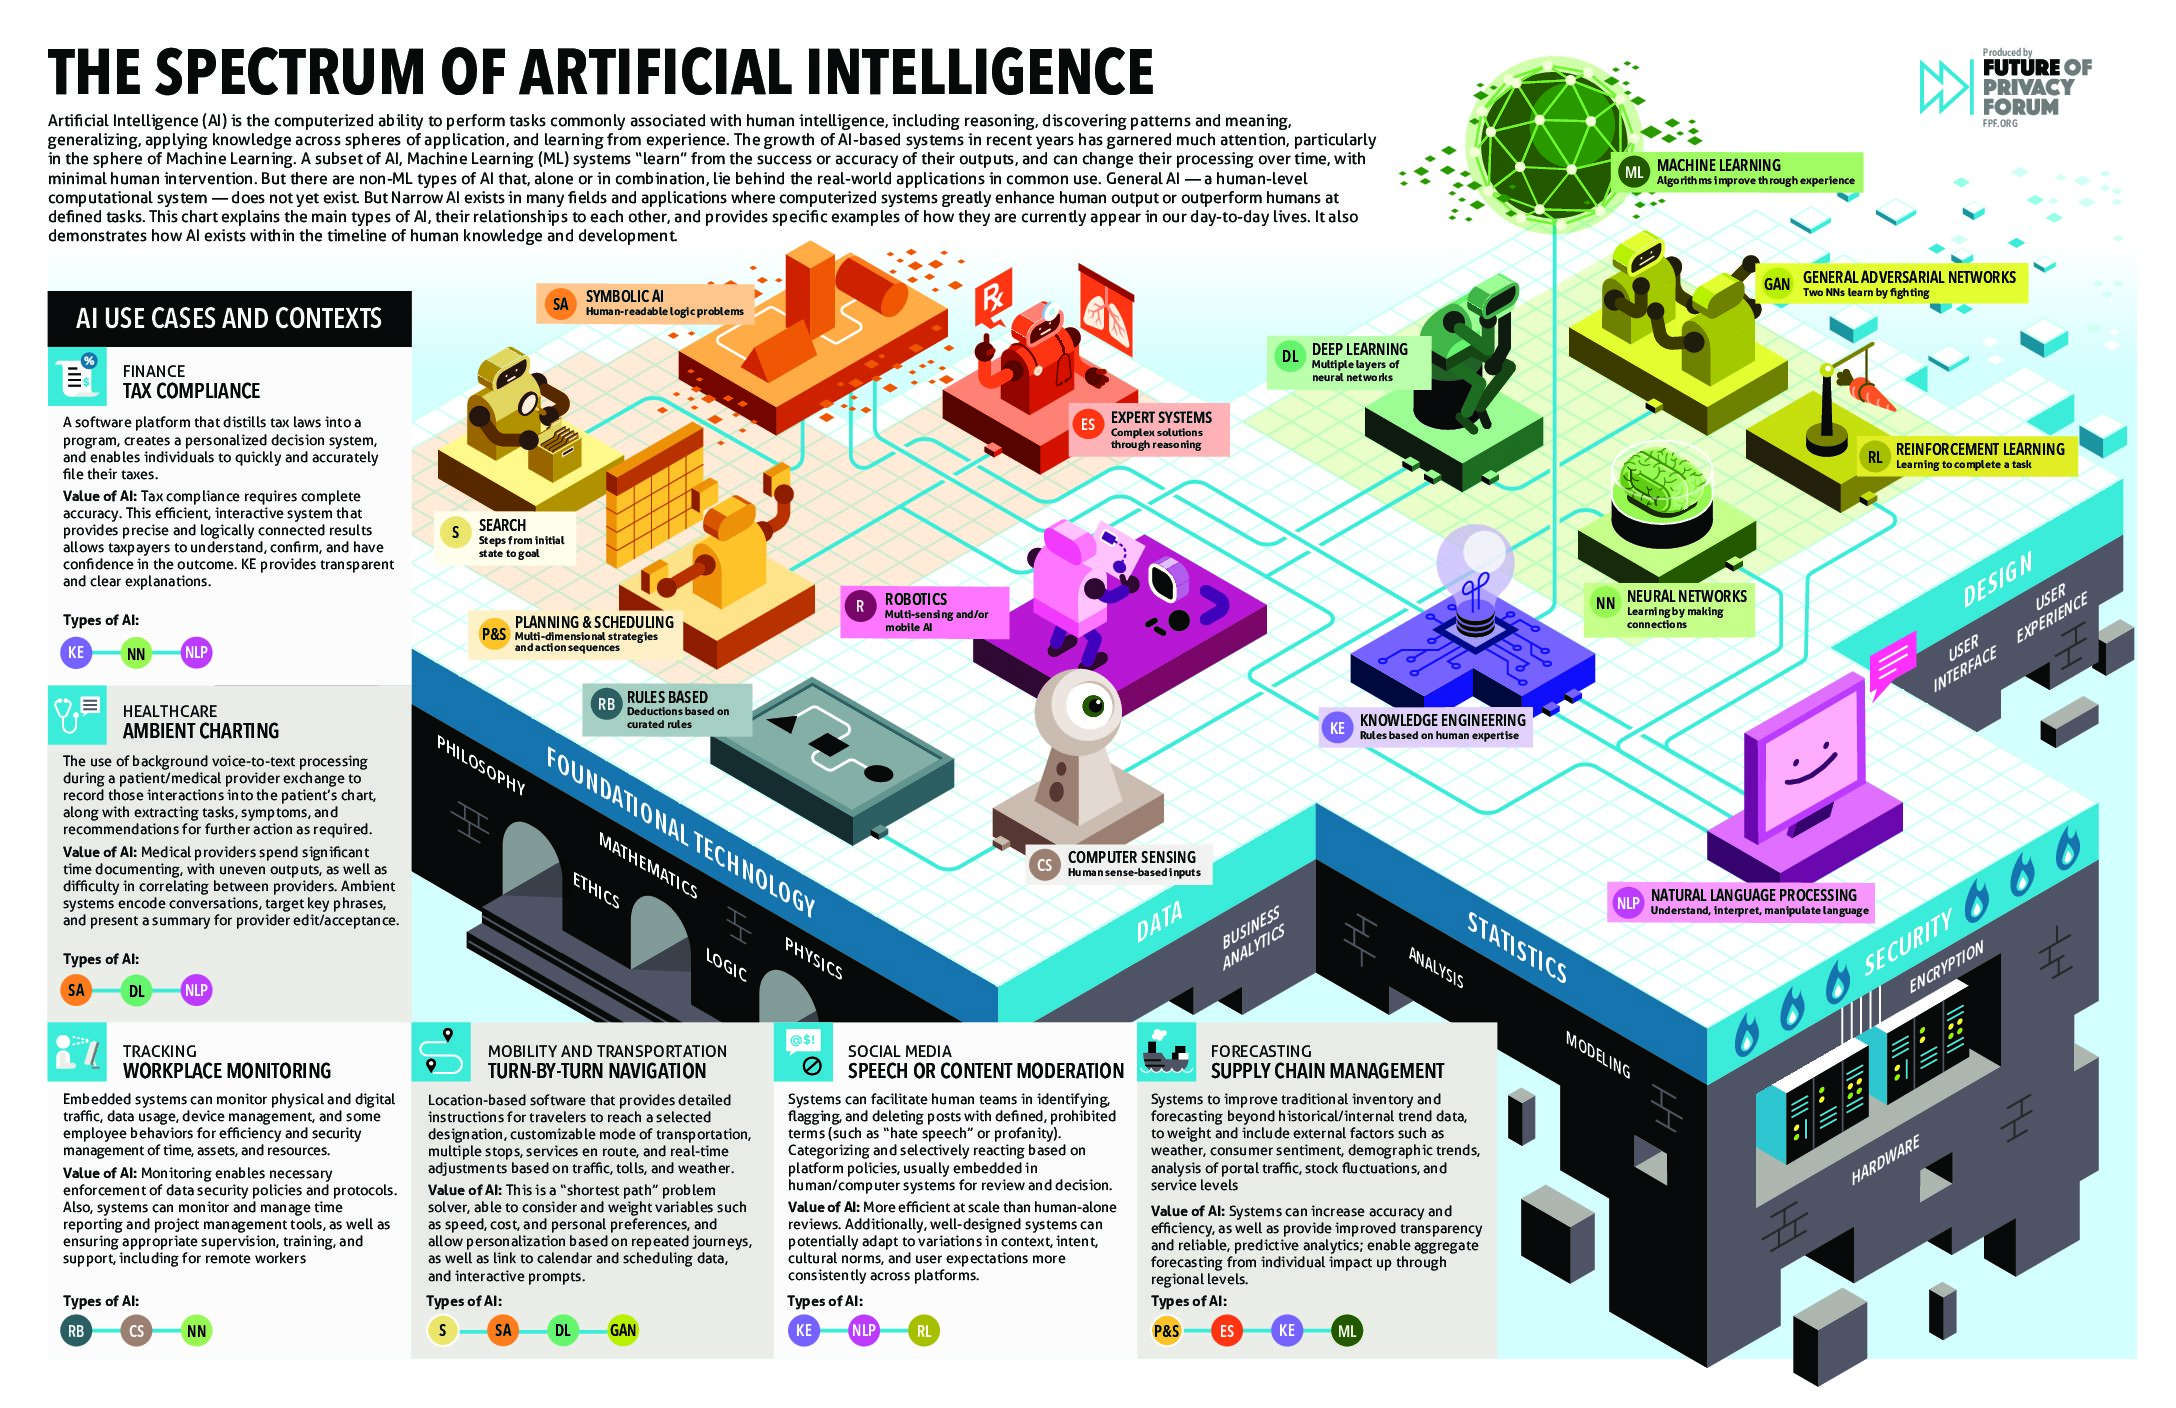 THE SPECTRUM OF ARTIFICIAL INTELLIGENCE
Produced by
FUTURE OF
PRIVACY
FORUM
FPF.ORG
Artificial Intelligence (AI) is the computerized ability to perform tasks commonly associated with human intelligence, including reasoning, discovering patterns and meaning,
generalizing, applying knowledge across spheres of application, and learning from experience. The growth of AI-based systems in recent years has garnered much attention, particularly
in the sphere of Machine Learning. A subset of AI, Machine Learning (ML) systems “learn” from the success or accuracy of their outputs, and can change their processing over time, with
minimal human intervention. But there are non-ML types of AI that, alone or in combination, lie behind the real-world applications in common use. General AI — a human-level
computational system — does not yet exist. But Narrow AI exists in many fields and applications where computerized systems greatly enhance human output or outperform humans at
defined tasks. This chart explains the main types of AI, their relationships to each other, and provides specific examples of how they are currently appear in our day-to-day lives. It also
demonstrates how AI exists within the timeline of human knowledge and development.
ML
MACHINE LEARNING
Algorithms improve through experience
GAN
GENERAL ADVERSARIAL NETWORKS
Two NNs learn by fighting
SA
SYMBOLIC AI
Human-readable logic problems
Rx
DL
DEEP LEARNING
Multiple layers of
neural networks
ES
EXPERT SYSTEMS
Complex solutions
through reasoning
RL
REINFORCEMENT LEARNING
Learning to complete a task
S
SEARCH
Steps from initial
state to goal
P&S
PLANNING & SCHEDULING
Multi-dimensional strategies
and action sequences
R
ROBOTICS
Multi-sensing and/or
mobile AI
NN
NEURAL NETWORKS
Learning by making
connections
RB
RULES BASED
Deductions based on
curated rules
KE
KNOWLEDGE ENGINEERING
Rules based on human expertise
CS
COMPUTER SENSING
Human sense-based inputs
NLP
NATURAL LANGUAGE PROCESSING
Understand, interpret, manipulate language
FOUNDATIONAL TECHNOLOGY
PHILOSOPHY
MATHEMATICS
ETHICS
LOGIC
PHYSICS
DATA
BUSINESS
ANALYTICS
STATISTICS
ANALYSIS
MODELING
SECURITY
ENCRYPTION
HARDWARE
DESIGN
USER
INTERFACE
USER
EXPERIENCE
AI USE CASES AND CONTEXTS
%
$
FINANCE
TAX COMPLIANCE
A software platform that distills tax laws into a
program, creates a personalized decision system,
and enables individuals to quickly and accurately
file their taxes.
Value of AI: Tax compliance requires complete
accuracy. This efficient, interactive system that
provides precise and logically connected results
allows taxpayers to understand, confirm, and have
confidence in the outcome. KE provides transparent
and clear explanations.
Types of AI:
KE NN NLP
HEALTHCARE
AMBIENT CHARTING
The use of background voice-to-text processing
during a patient/medical provider exchange to
record those interactions into the patient’s chart,
along with extracting tasks, symptoms, and
recommendations for further action as required.
Value of AI: Medical providers spend significant
time documenting, with uneven outputs, as well as
difficulty in correlating between providers. Ambient
systems encode conversations, target key phrases,
and present a summary for provider edit/acceptance.
Types of AI:
SA DL NLP
TRACKING
WORKPLACE MONITORING
Embedded systems can monitor physical and digital
traffic, data usage, device management, and some
employee behaviors for efficiency and security
management of time, assets, and resources.
Value of AI: Monitoring enables necessary
enforcement of data security policies and protocols.
Also, systems can monitor and manage time
reporting and project management tools, as well as
ensuring appropriate supervision, training, and
support, including for remote workers
Types of AI:
RB CS NN
MOBILITY AND TRANSPORTATION
TURN-BY-TURN NAVIGATION
Location-based software that provides detailed
instructions for travelers to reach a selected
designation, customizable mode of transportation,
multiple stops, services en route, and real-time
adjustments based on traffic, tolls, and weather.
Value of AI: This is a “shortest path” problem
solver, able to consider and weight variables such
as speed, cost, and personal preferences, and
allow personalization based on repeated journeys,
as well as link to calendar and scheduling data,
and interactive prompts.
Types of AI:
S SA DL GAN
@$!
SOCIAL MEDIA
SPEECH OR CONTENT MODERATION
Systems can facilitate human teams in identifying,
flagging, and deleting posts with defined, prohibited
terms (such as “hate speech” or profanity).
Categorizing and selectively reacting based on
platform policies, usually embedded in
human/computer systems for review and decision.
Value of AI: More efficient at scale than human-alone
reviews. Additionally, well-designed systems can
potentially adapt to variations in context, intent,
cultural norms, and user expectations more
consistently across platforms.
Types of AI:
KE NLP RL
FORECASTING
SUPPLY CHAIN MANAGEMENT
Systems to improve traditional inventory and
forecasting beyond historical/internal trend data,
to weight and include external factors such as
weather, consumer sentiment, demographic trends,
analysis of portal traffic, stock fluctuations, and
service levels
Value of AI: Systems can increase accuracy and
efficiency, as well as provide improved transparency
and reliable, predictive analytics; enable aggregate
forecasting from individual impact up through
regional levels.
Types of AI:
P&S ES KE ML